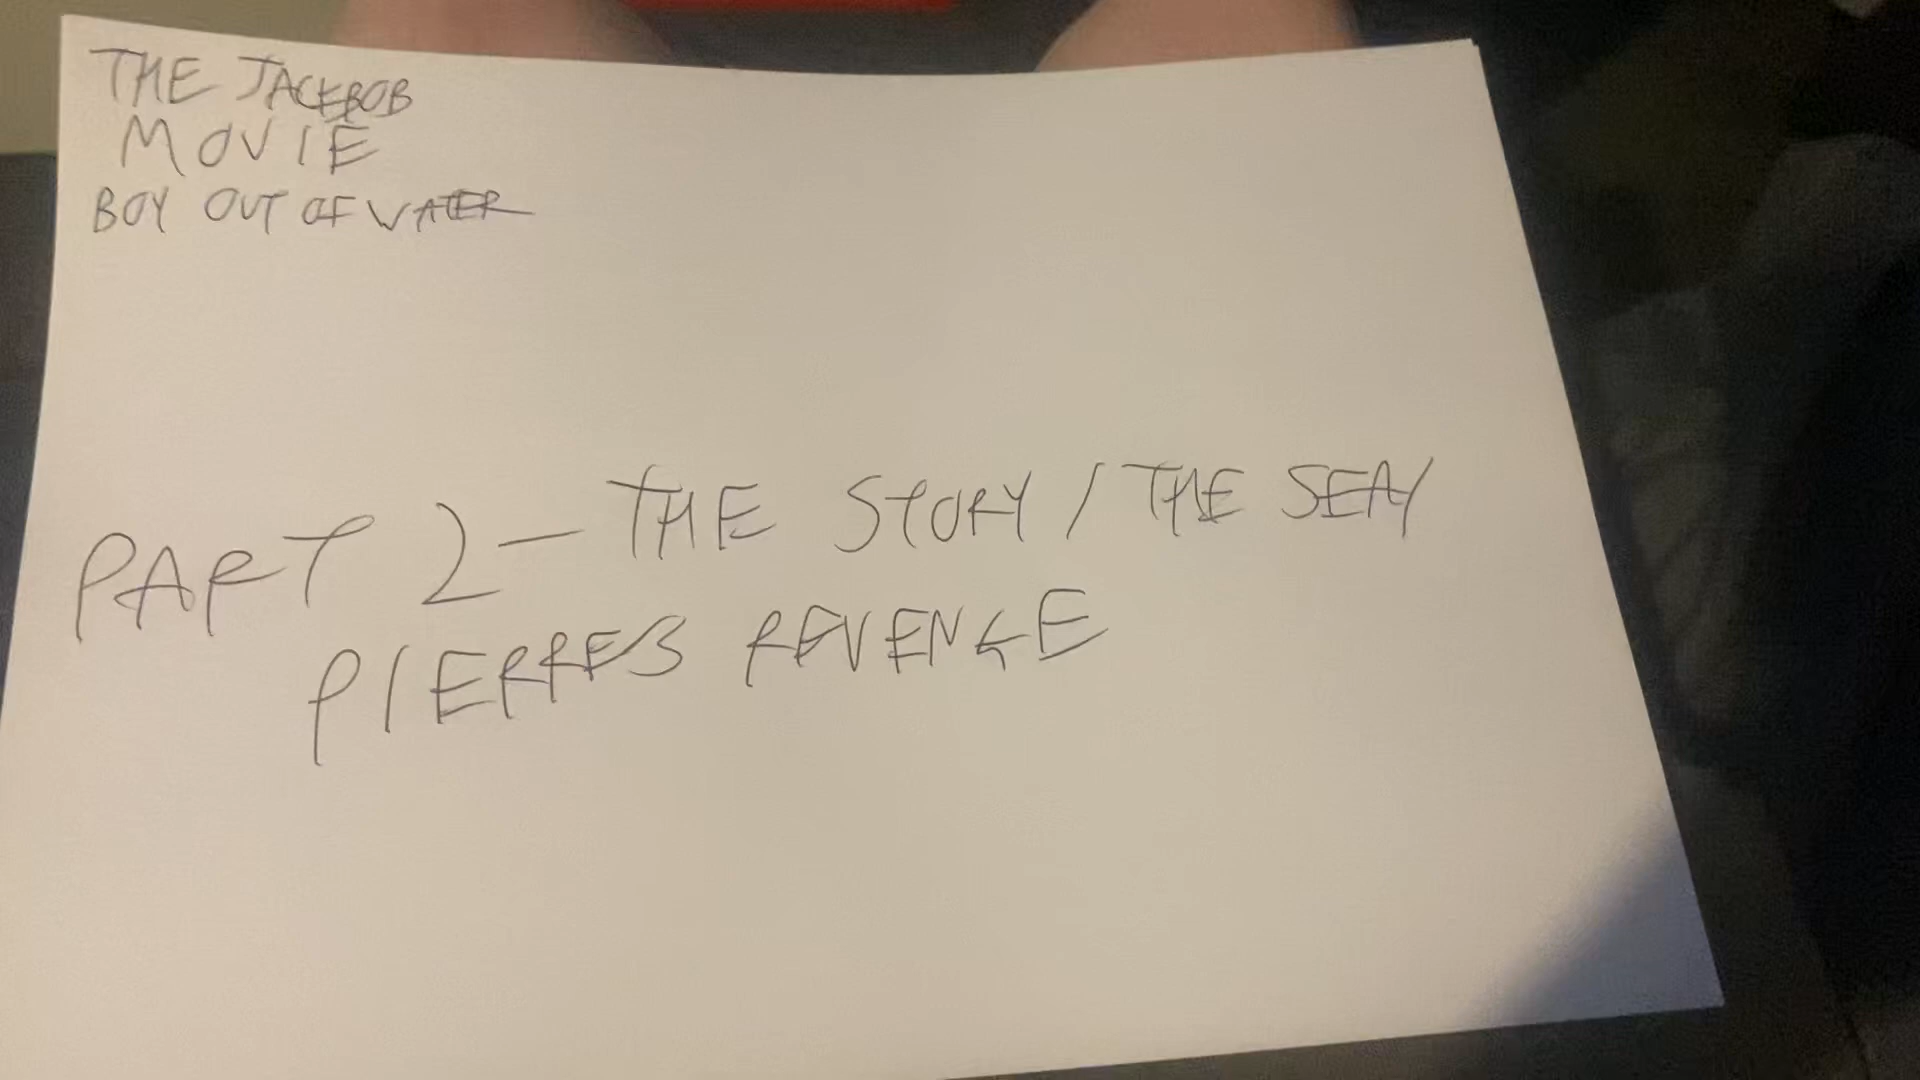 THE JACKBOB
MOVIE
BOY OUT OF WATER
PART 2 - THE STORY / THE SEA/
PIERRES REVENGE